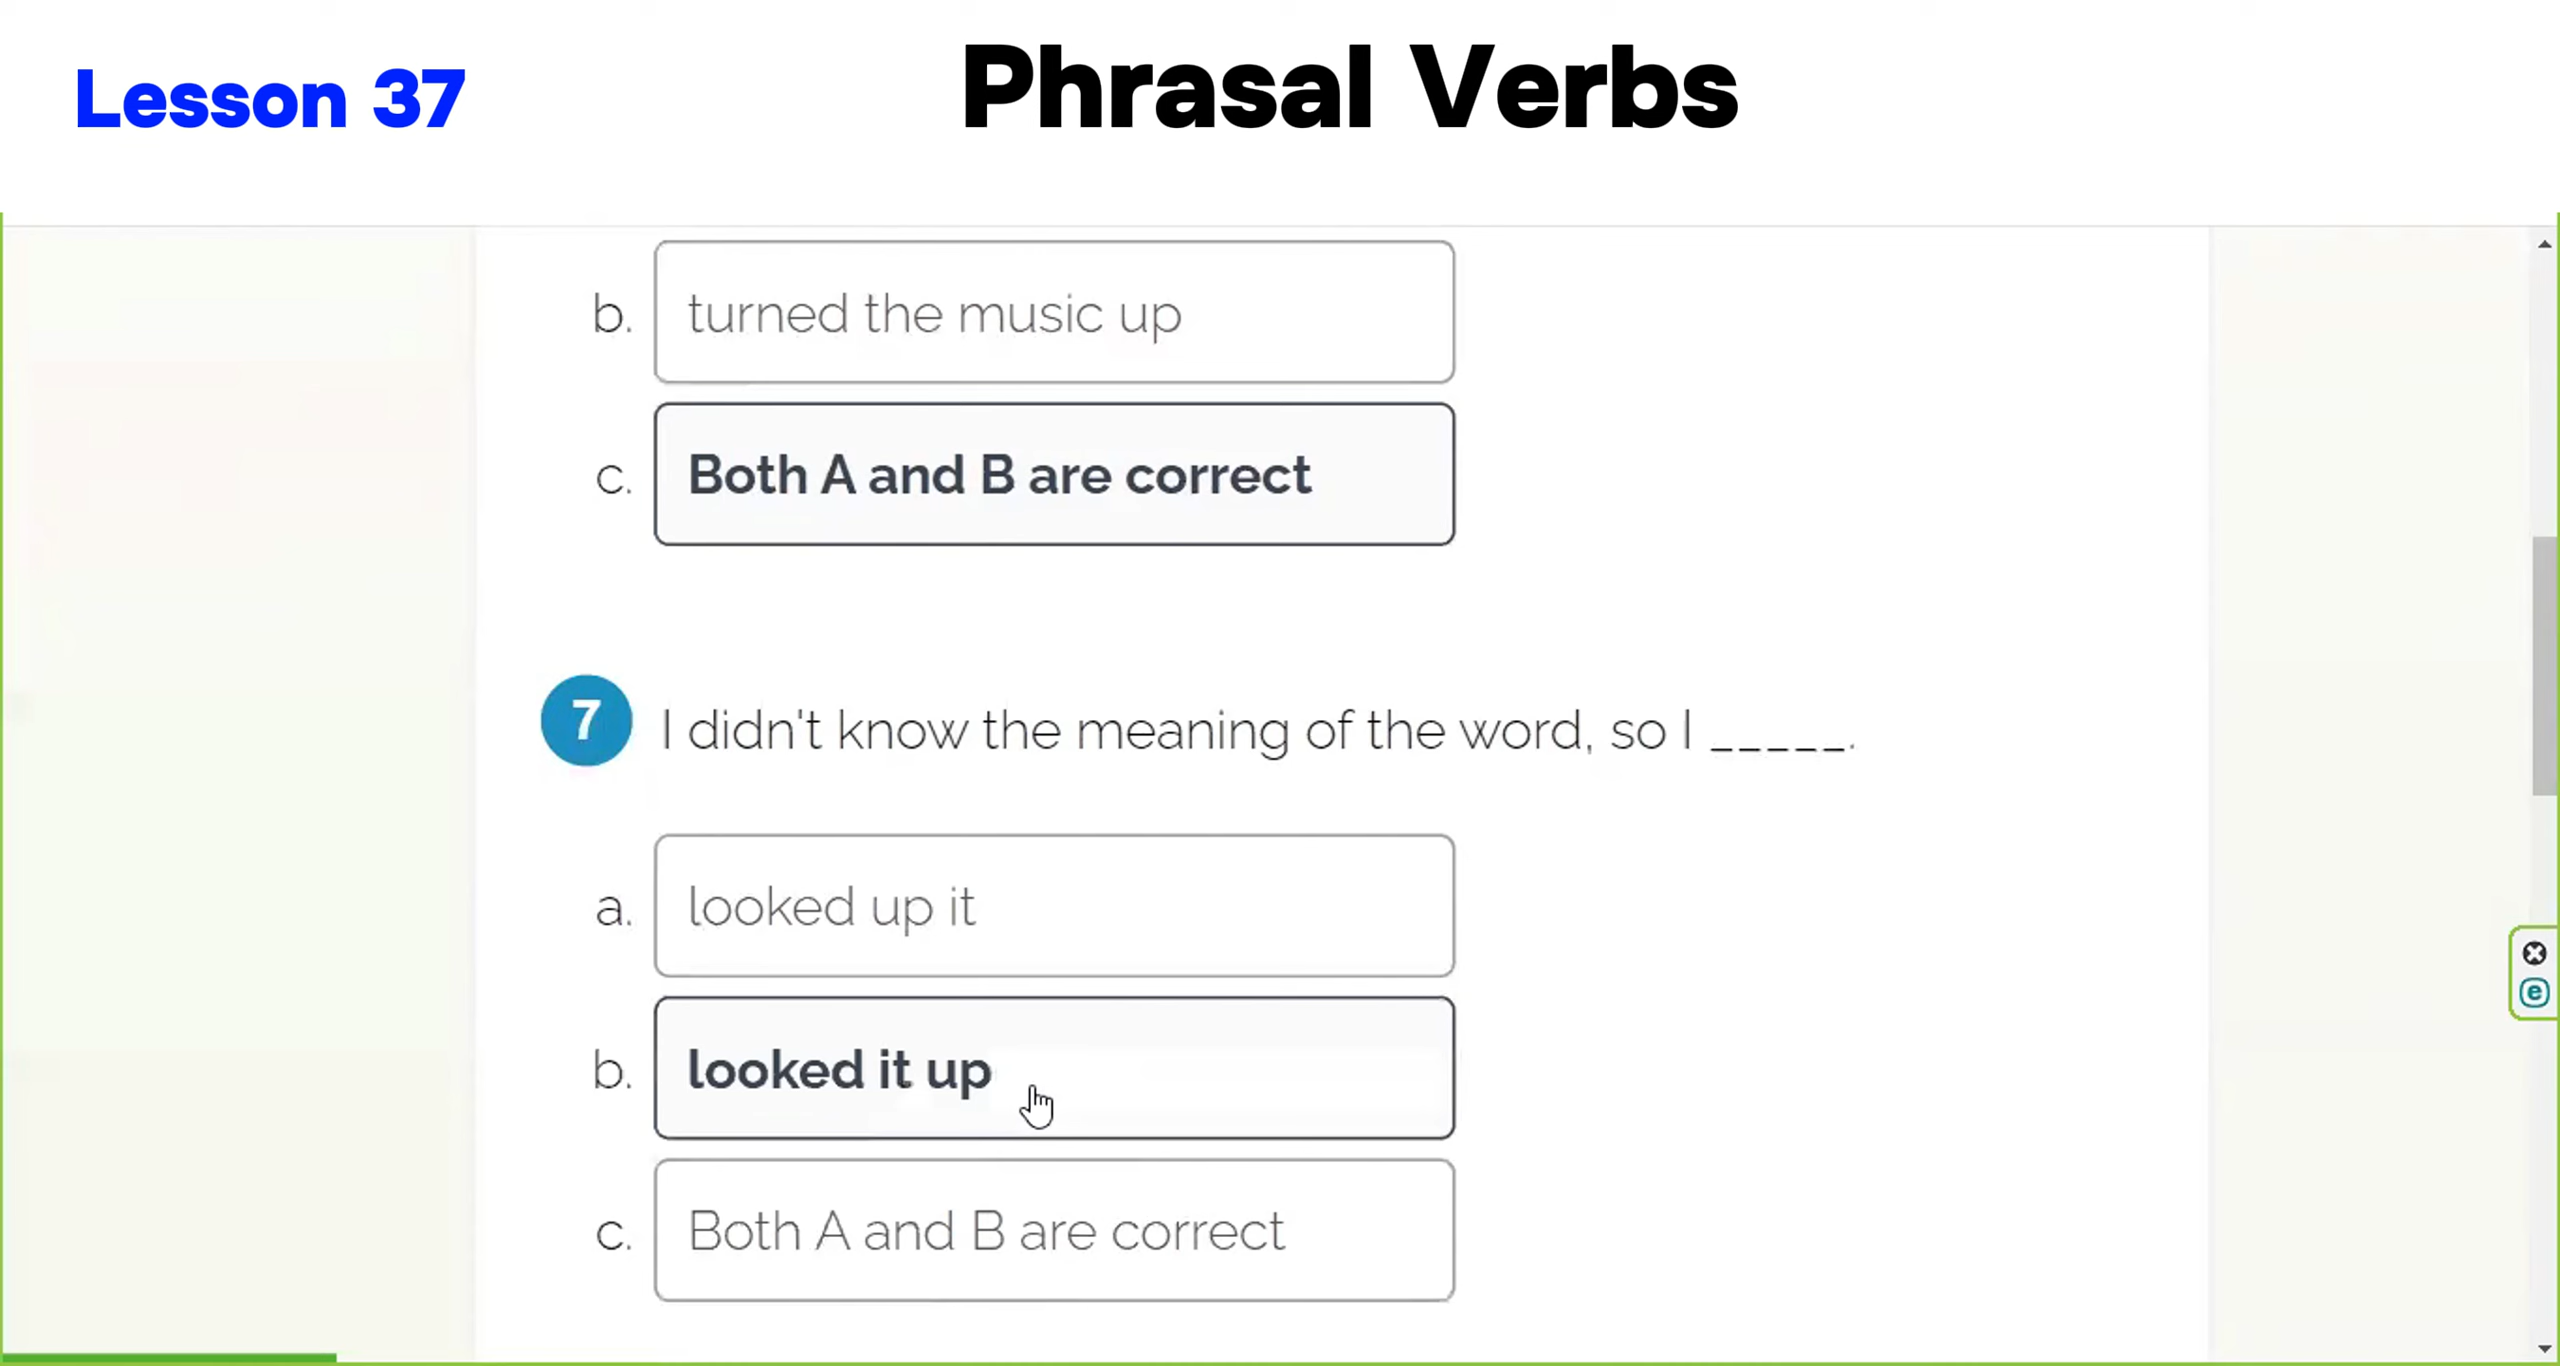 Lesson 37
Phrasal Verbs
b. turned the music up
c. Both A and B are correct
7 I didn't know the meaning of the word, so I _____.
a. looked up it
b. looked it up
c. Both A and B are correct
e